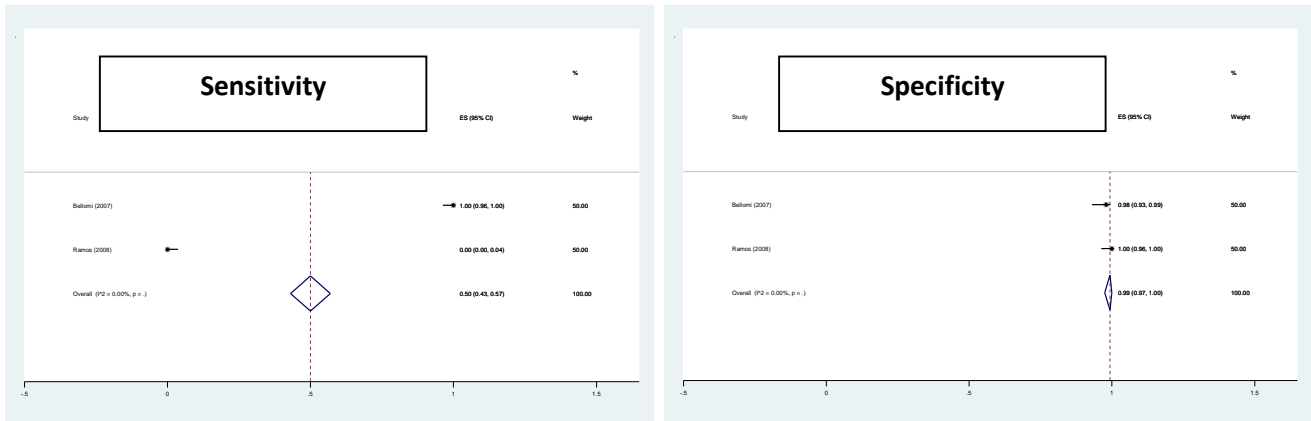 Sensitivity
%
Study ES (95% CI) Weight
Bellomi (2007) 1.00 (0.96, 1.00) 50.00
Ramos (2008) 0.00 (0.00, 0.04) 50.00
Overall (I^2 = 0.00%, p = .) 0.50 (0.43, 0.57) 100.00
-.5 0 .5 1 1.5
Specificity
%
Study ES (95% CI) Weight
Bellomi (2007) 0.98 (0.93, 0.99) 50.00
Ramos (2008) 1.00 (0.96, 1.00) 50.00
Overall (I^2 = 0.00%, p = .) 0.99 (0.97, 1.00) 100.00
-.5 0 .5 1 1.5